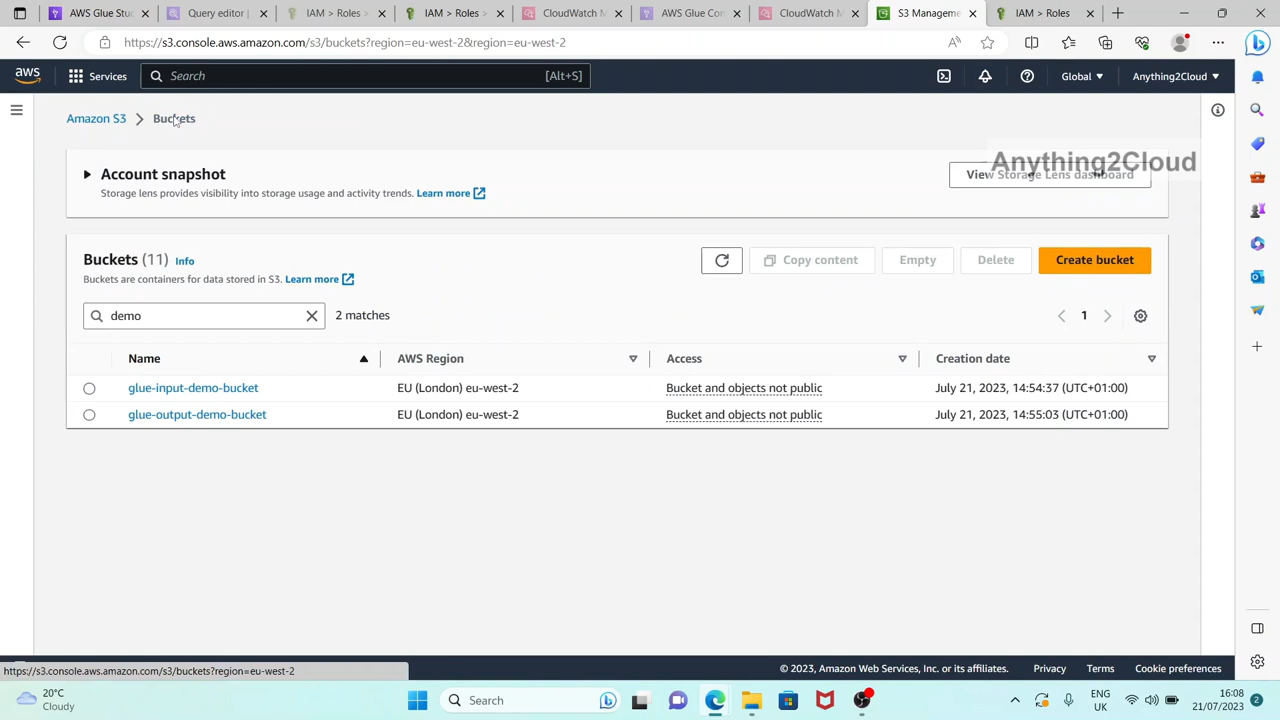 AWS Glue Stud
Query editor |
IAM > Roles >
IAM > Roles >
CloudWatch M
AWS Glue Con
CloudWatch M
S3 Manageme
IAM > Roles
https://s3.console.aws.amazon.com/s3/buckets?region=eu-west-2&region=eu-west-2
aws
Services
Search
[Alt+S]
Global
Anything2Cloud
Amazon S3
Buckets
Anything2Cloud
Account snapshot
View Storage Lens dashboard
Storage lens provides visibility into storage usage and activity trends. Learn more
Buckets (11) Info
Copy content
Empty
Delete
Create bucket
Buckets are containers for data stored in S3. Learn more
demo
2 matches
1
Name
AWS Region
Access
Creation date
glue-input-demo-bucket
EU (London) eu-west-2
Bucket and objects not public
July 21, 2023, 14:54:37 (UTC+01:00)
glue-output-demo-bucket
EU (London) eu-west-2
Bucket and objects not public
July 21, 2023, 14:55:03 (UTC+01:00)
https://s3.console.aws.amazon.com/s3/buckets?region=eu-west-2
© 2023, Amazon Web Services, Inc. or its affiliates.
Privacy
Terms
Cookie preferences
20°C
Cloudy
Search
ENG
UK
16:08
21/07/2023
2